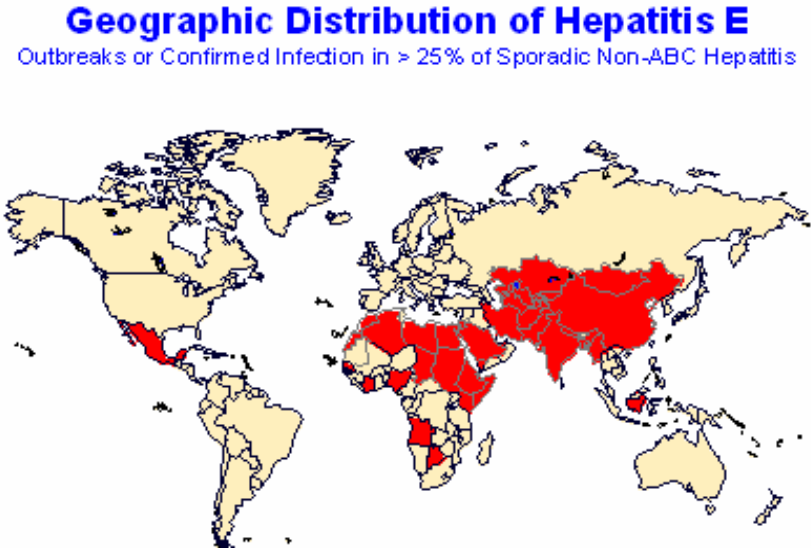 Geographic Distribution of Hepatitis E
Outbreaks or Confirmed Infection in > 25% of Sporadic Non-ABC Hepatitis